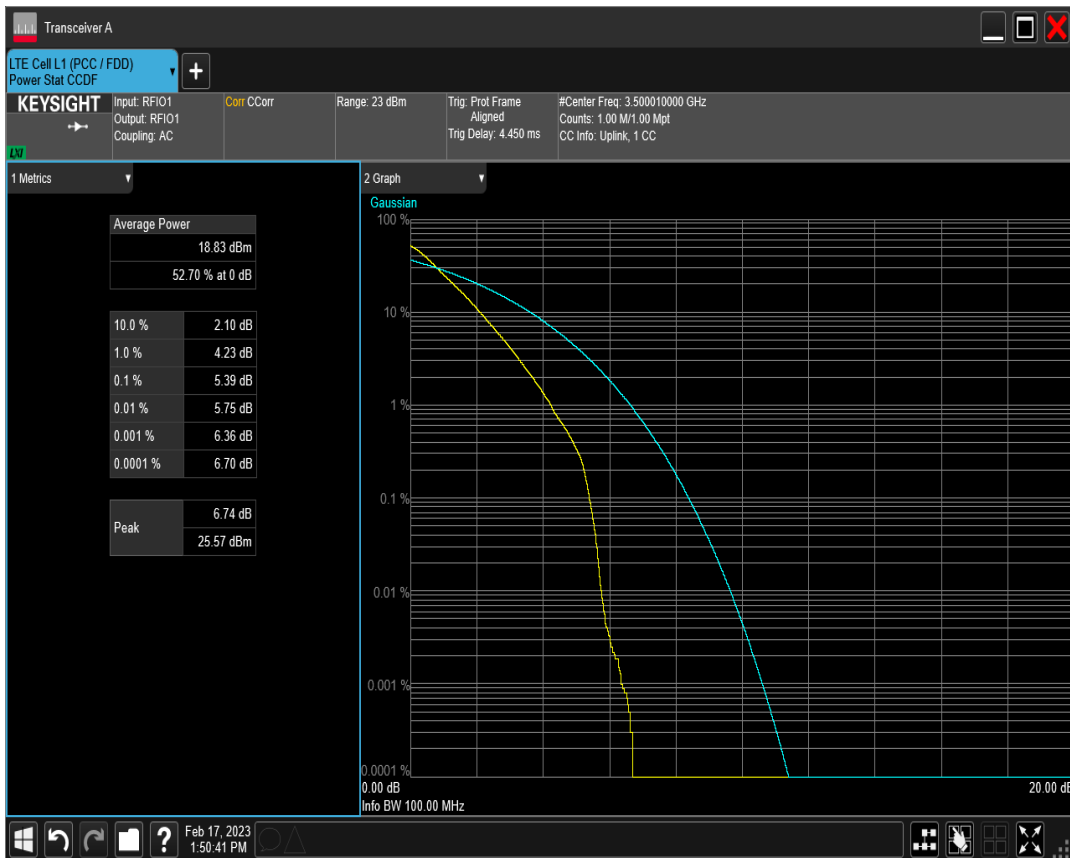 Transceiver A
LTE Cell L1 (PCC / FDD)
Power Stat CCDF
KEYSIGHT
LXI
Input: RFIO1
Output: RFIO1
Coupling: AC
Corr CCorr
Range: 23 dBm
Trig: Prot Frame
Aligned
Trig Delay: 4.450 ms
#Center Freq: 3.500010000 GHz
Counts: 1.00 M/1.00 Mpt
CC Info: Uplink, 1 CC
1 Metrics
Average Power
18.83 dBm
52.70 % at 0 dB
10.0 % 2.10 dB
1.0 % 4.23 dB
0.1 % 5.39 dB
0.01 % 5.75 dB
0.001 % 6.36 dB
0.0001 % 6.70 dB
Peak
6.74 dB
25.57 dBm
2 Graph
Gaussian
100 %
10 %
1 %
0.1 %
0.01 %
0.001 %
0.0001 %
0.00 dB
20.00 dB
Info BW 100.00 MHz
?
Feb 17, 2023
1:50:41 PM